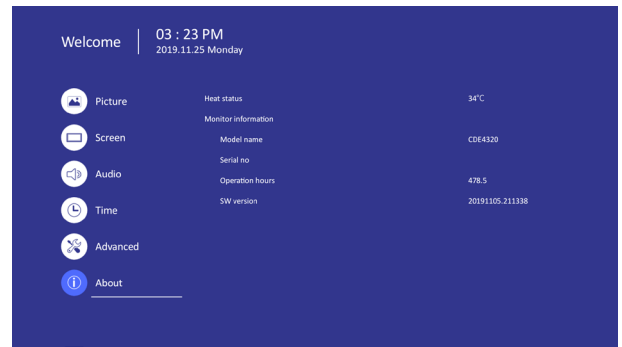 Welcome
03 : 23 PM
2019.11.25 Monday
Picture
Screen
Audio
Time
Advanced
About
Heat status 34°C
Monitor information
Model name CDE4320
Serial no
Operation hours 478.5
SW version 20191105.211338